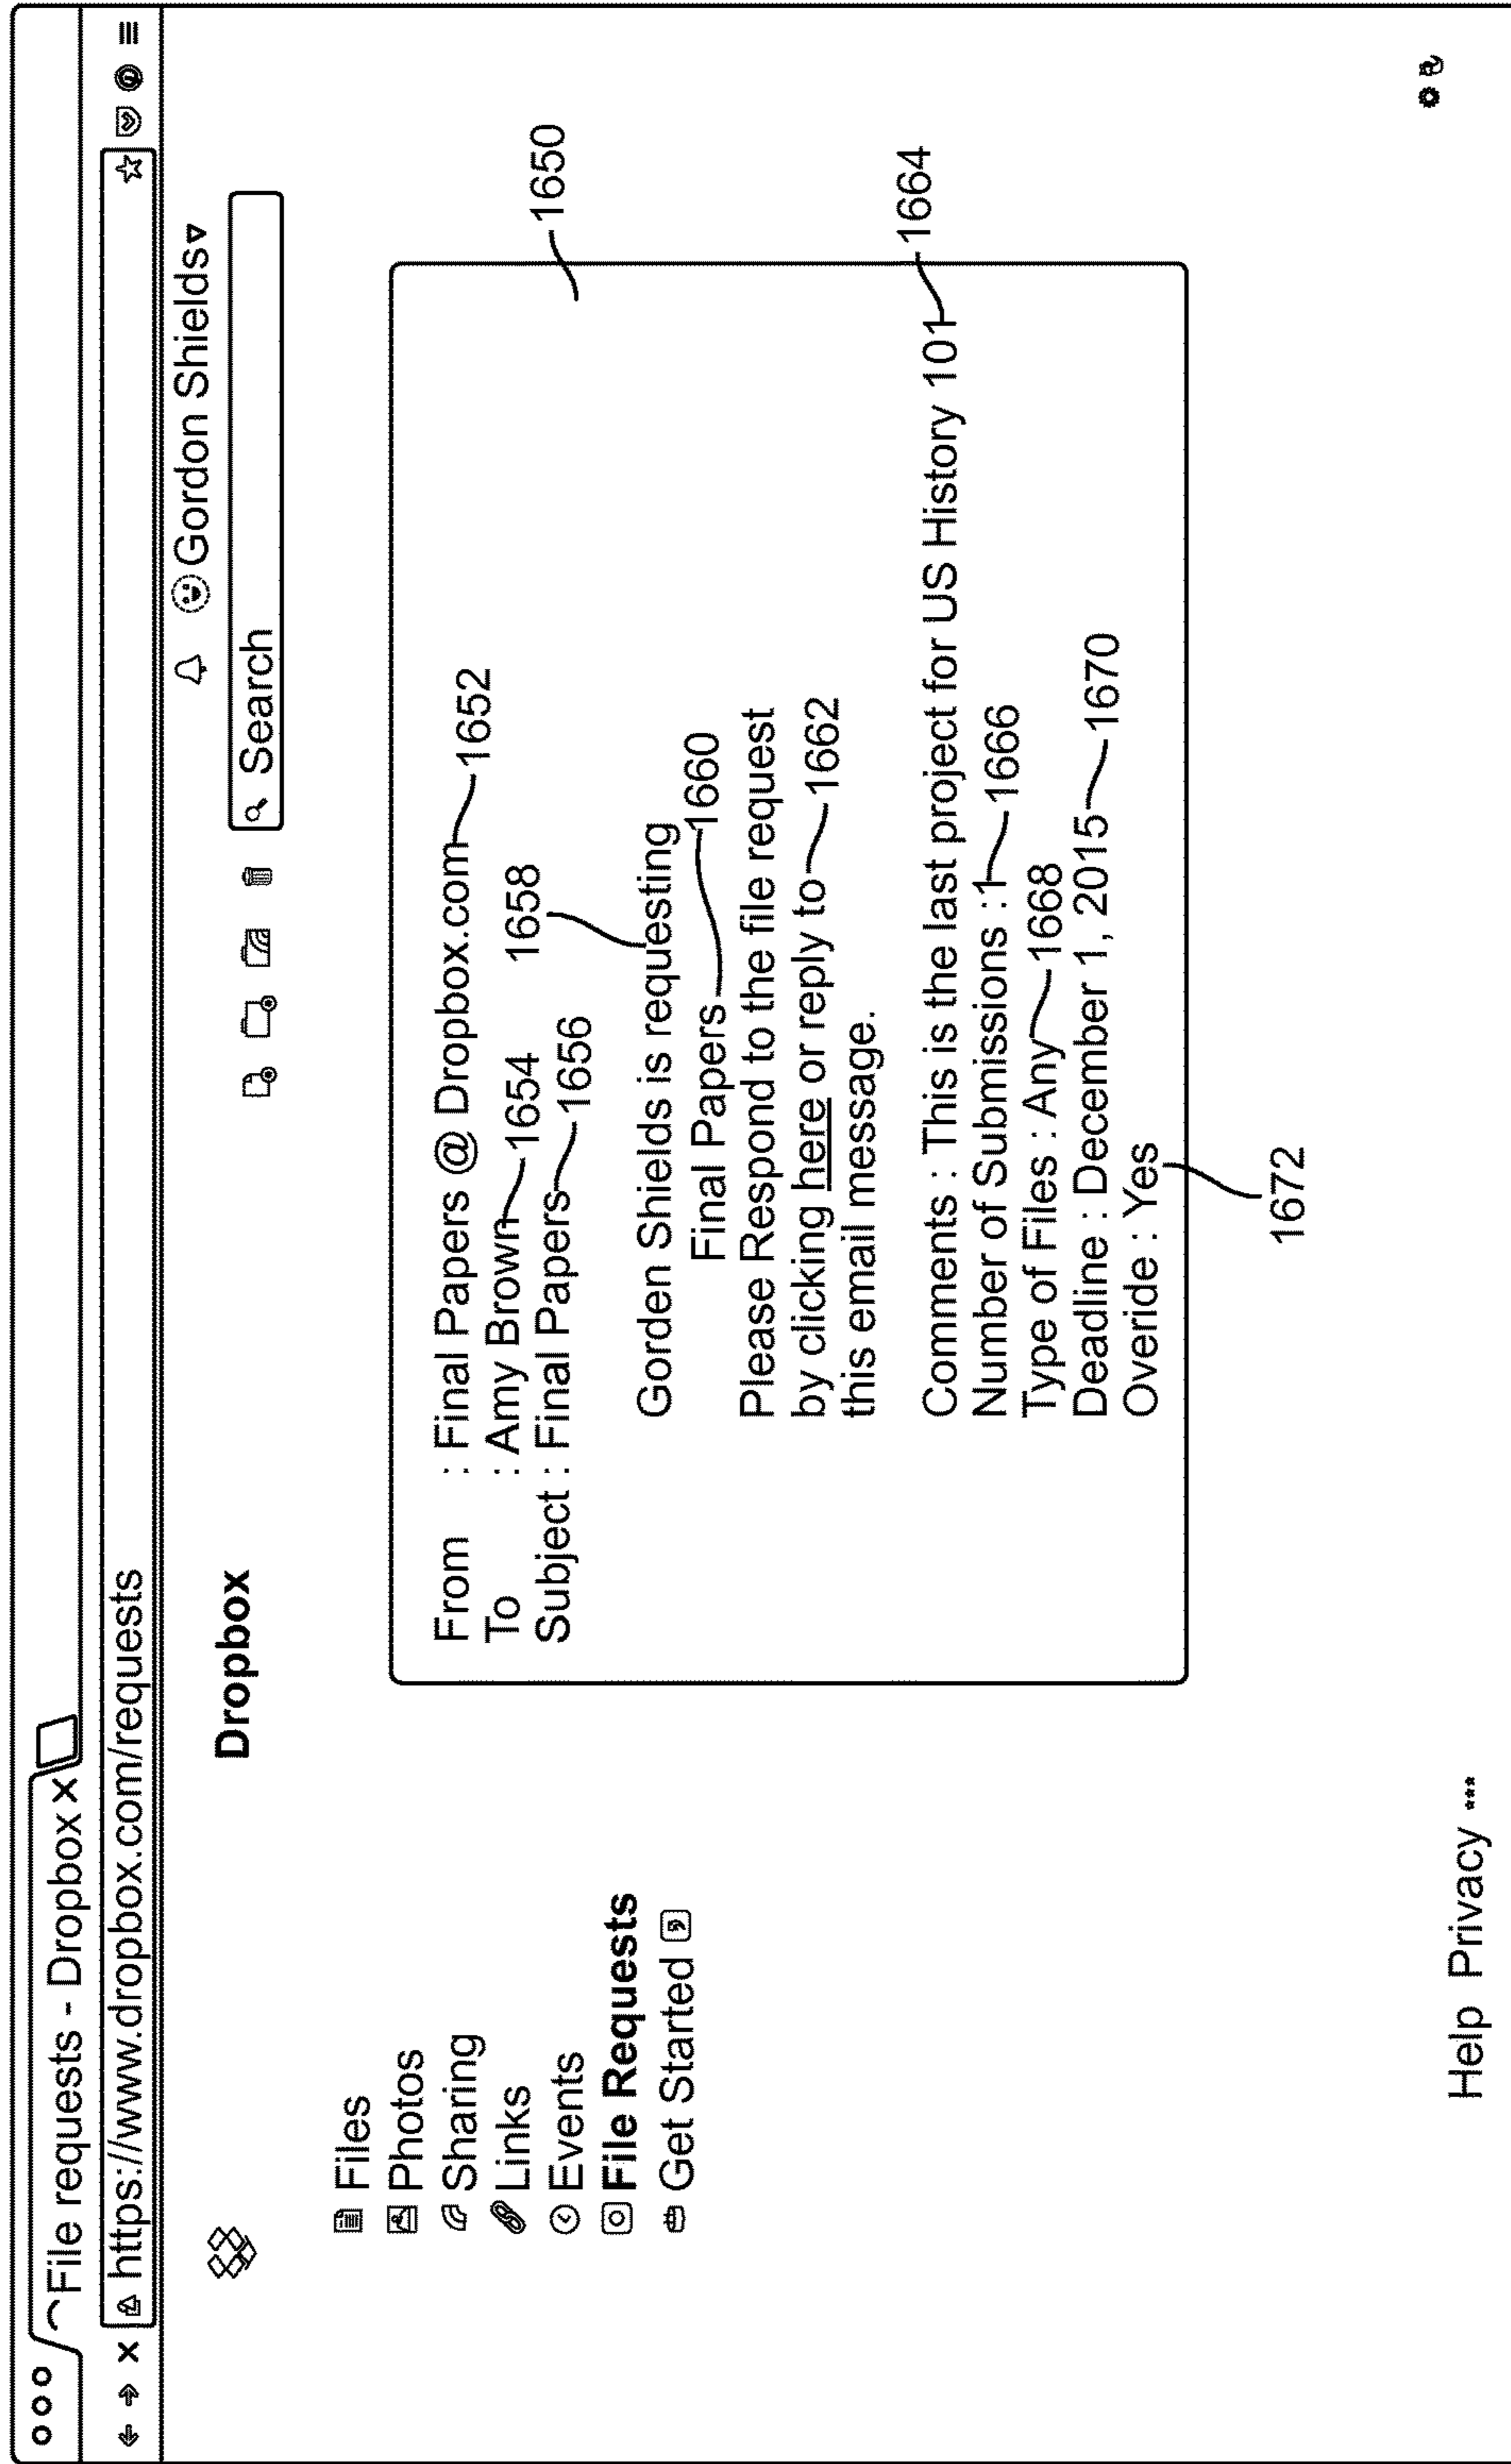 File requests - Dropbox X
https://www.dropbox.com/requests
Dropbox
Gordon Shields
Search
Files
Photos
Sharing
Links
Events
File Requests
Get Started
1650
From : Final Papers @ Dropbox.com 1652
To : Amy Brown 1654
1658
Subject : Final Papers 1656
Gorden Shields is requesting
Final Papers 1660
Please Respond to the file request
by clicking here or reply to 1662
this email message.
Comments : This is the last project for US History 101 1664
Number of Submissions :1 1666
Type of Files : Any 1668
Deadline : December 1, 2015 1670
Overide : Yes
1672
Help Privacy ***